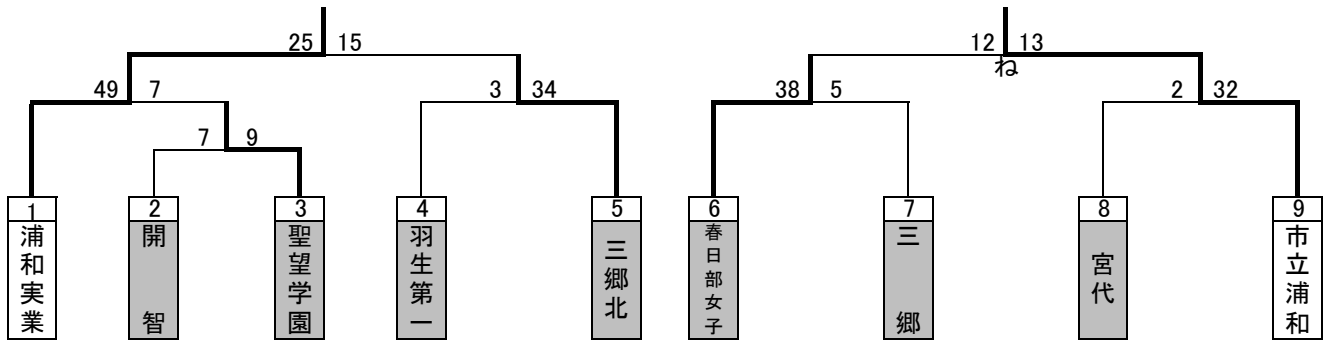 25 15
12 13
ね
49 7
3 34
38 5
2 32
7 9
1 2 3 4 5 6 7 8 9
浦和実業
開智
聖望学園
羽生第一
三郷北
春日部女子
三郷
宮代
市立浦和